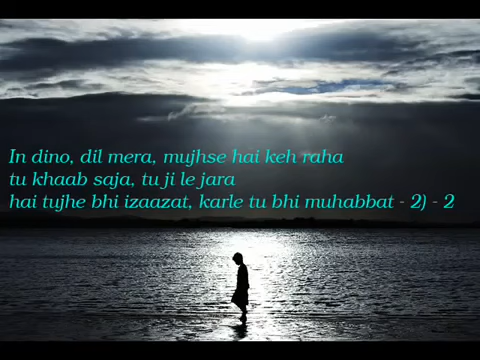 In dino, dil mera, mujhse hai keh raha
tu khaab saja, tu ji le jara
hai tujhe bhi izaazat, karle tu bhi muhabbat - 2) - 2